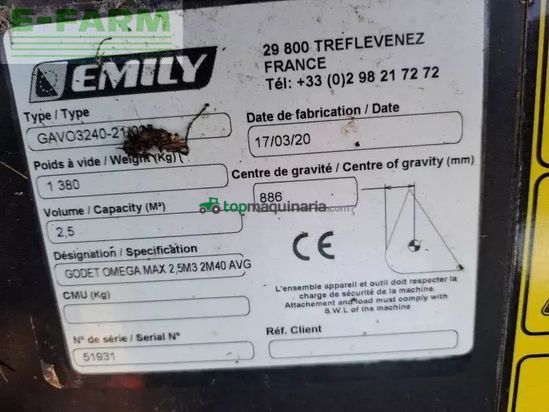 E-FARM
EMILY
29 800 TREFLEVENEZ
FRANCE
Tél: +33 (0)2 98 21 72 72
Type / Type
GAVO3240-21
Date de fabrication / Date
17/03/20
Poids à vide / Weight (Kg)
1 380
Centre de gravité / Centre of gravity (mm)
886
topmaquinaria.com
Volume / Capacity (M³)
2,5
CE
Désignation / Specification
GODET OMEGA MAX 2,5M3 2M40 AVG
L'ensemble appareil et outil doit respecter la
charge de sécurité de la machine.
Attachement and load must comply with
S.W.L of the machine.
CMU (Kg)
N° de série / Serial N°
51931
Réf. Client